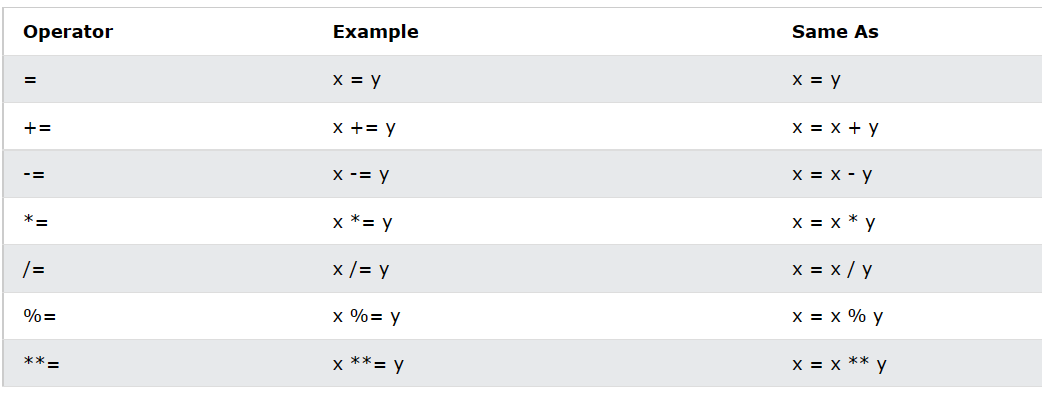 Operator Example Same As
= x = y x = y
+= x += y x = x + y
-= x -= y x = x - y
*= x *= y x = x * y
/= x /= y x = x / y
%= x %= y x = x % y
**= x **= y x = x ** y